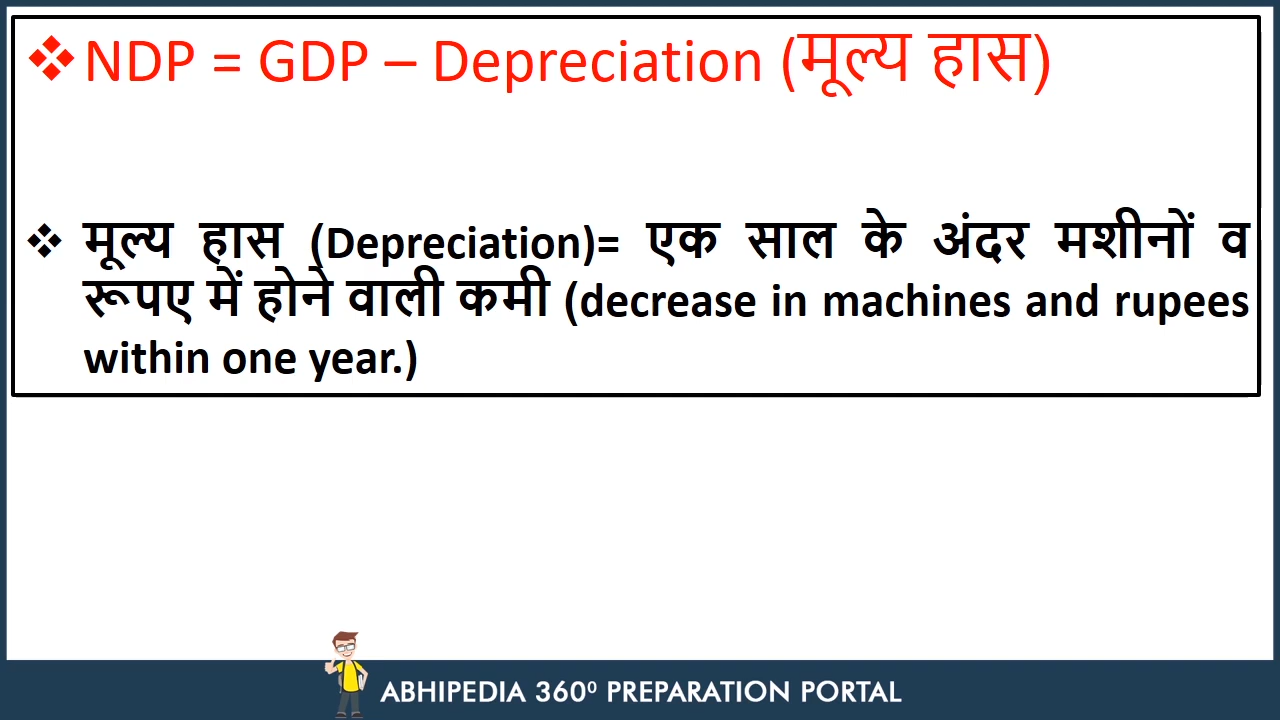 ❖NDP = GDP – Depreciation (मूल्य हास)
❖ मूल्य हास (Depreciation)= एक साल के अंदर मशीनों व
रूपए में होने वाली कमी (decrease in machines and rupees
within one year.)
ABHIPEDIA 360⁰ PREPARATION PORTAL